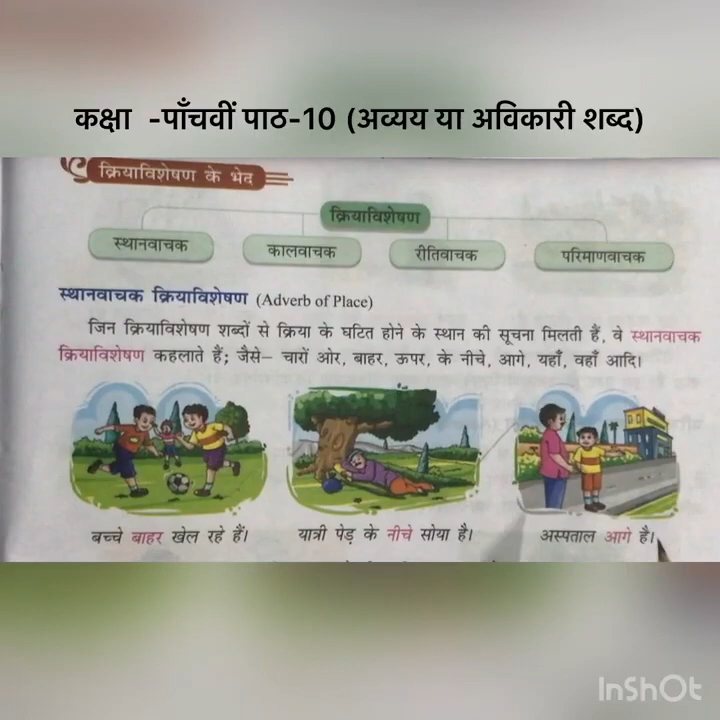 कक्षा -पाँचवीं पाठ-10 (अव्यय या अविकारी शब्द)
क्रियाविशेषण के भेद
क्रियाविशेषण
स्थानवाचक कालवाचक रीतिवाचक परिमाणवाचक
स्थानवाचक क्रियाविशेषण (Adverb of Place)
जिन क्रियाविशेषण शब्दों से क्रिया के घटित होने के स्थान की सूचना मिलती हैं, वे स्थानवाचक
क्रियाविशेषण कहलाते हैं; जैसे– चारों ओर, बाहर, ऊपर, के नीचे, आगे, यहाँ, वहाँ आदि।
बच्चे बाहर खेल रहे हैं। यात्री पेड़ के नीचे सोया है। अस्पताल आगे है।
InShOt